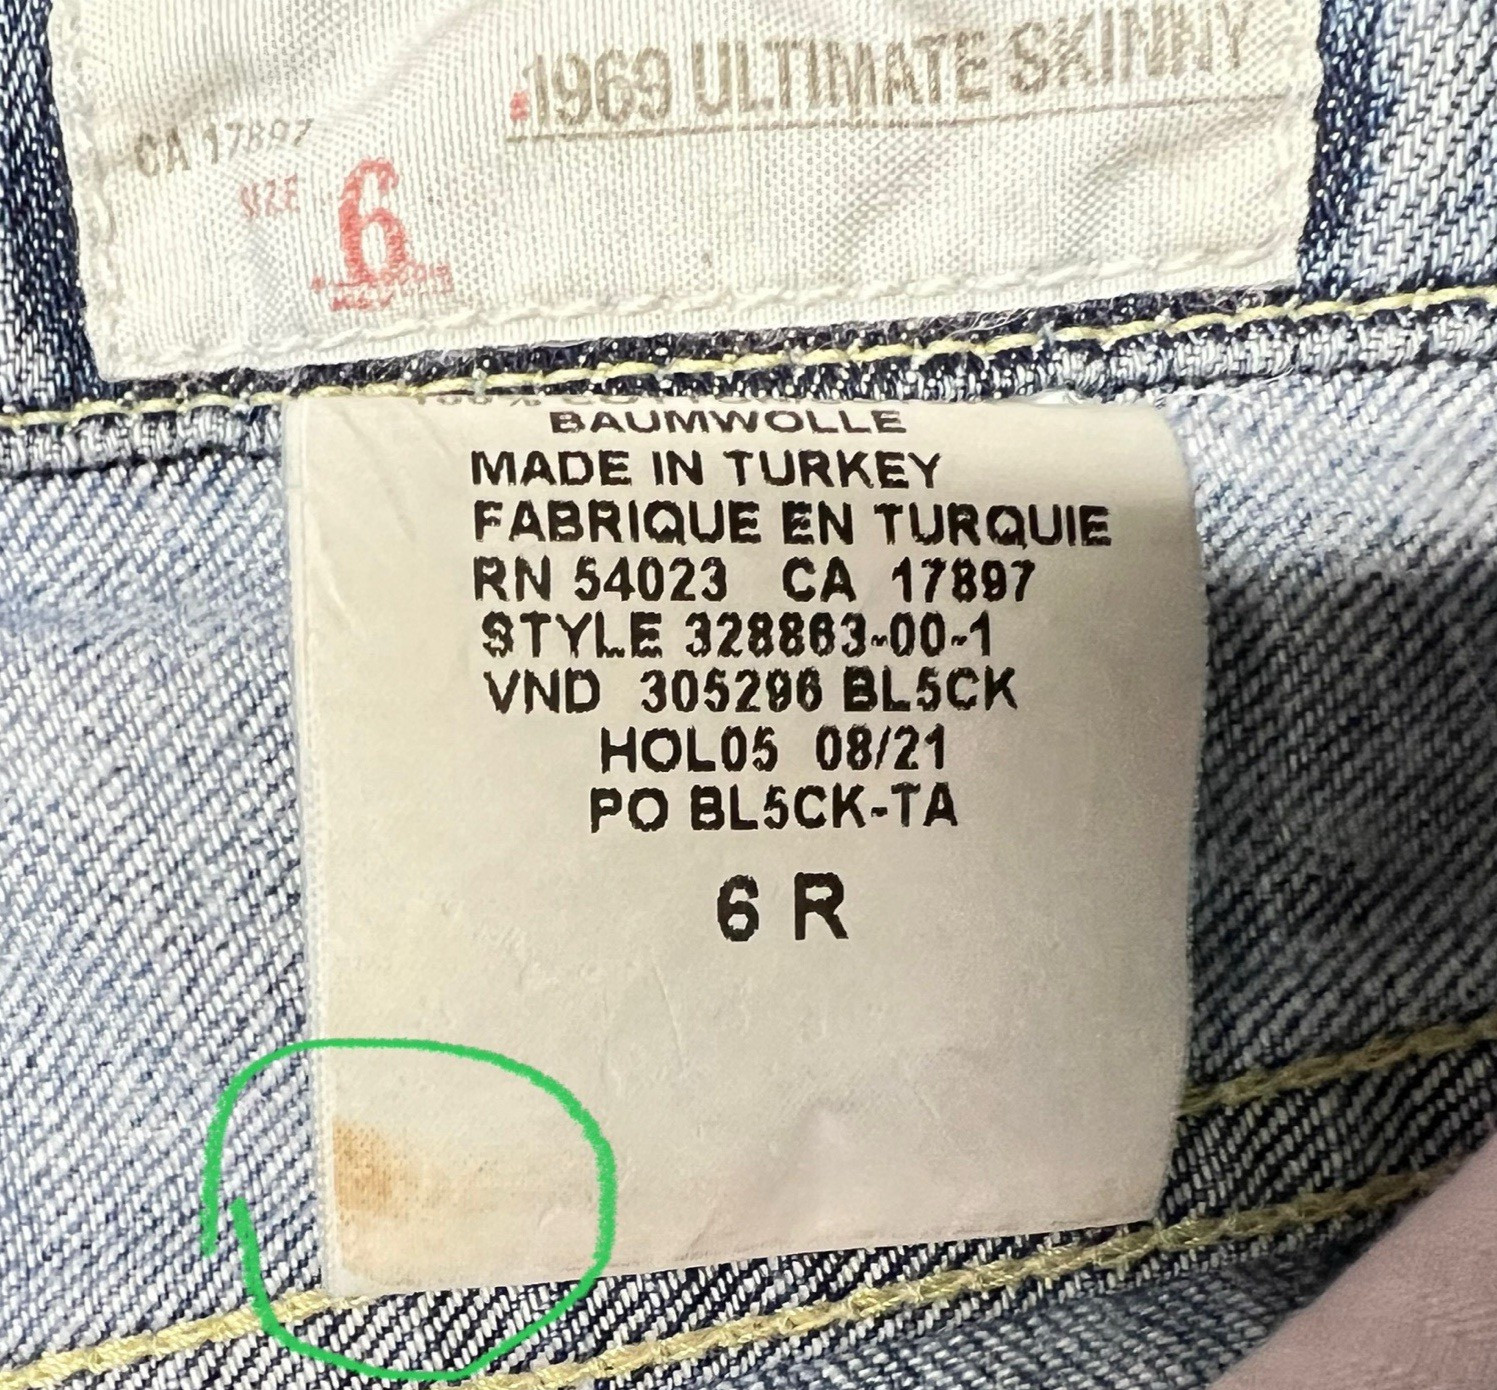 1969 ULTIMATE SKINNY
CA 17897
SIZE 6
BAUMWOLLE
MADE IN TURKEY
FABRIQUE EN TURQUIE
RN 54023 CA 17897
STYLE 328863-00-1
VND 305296 BL5CK
HOL05 08/21
PO BL5CK-TA
6 R